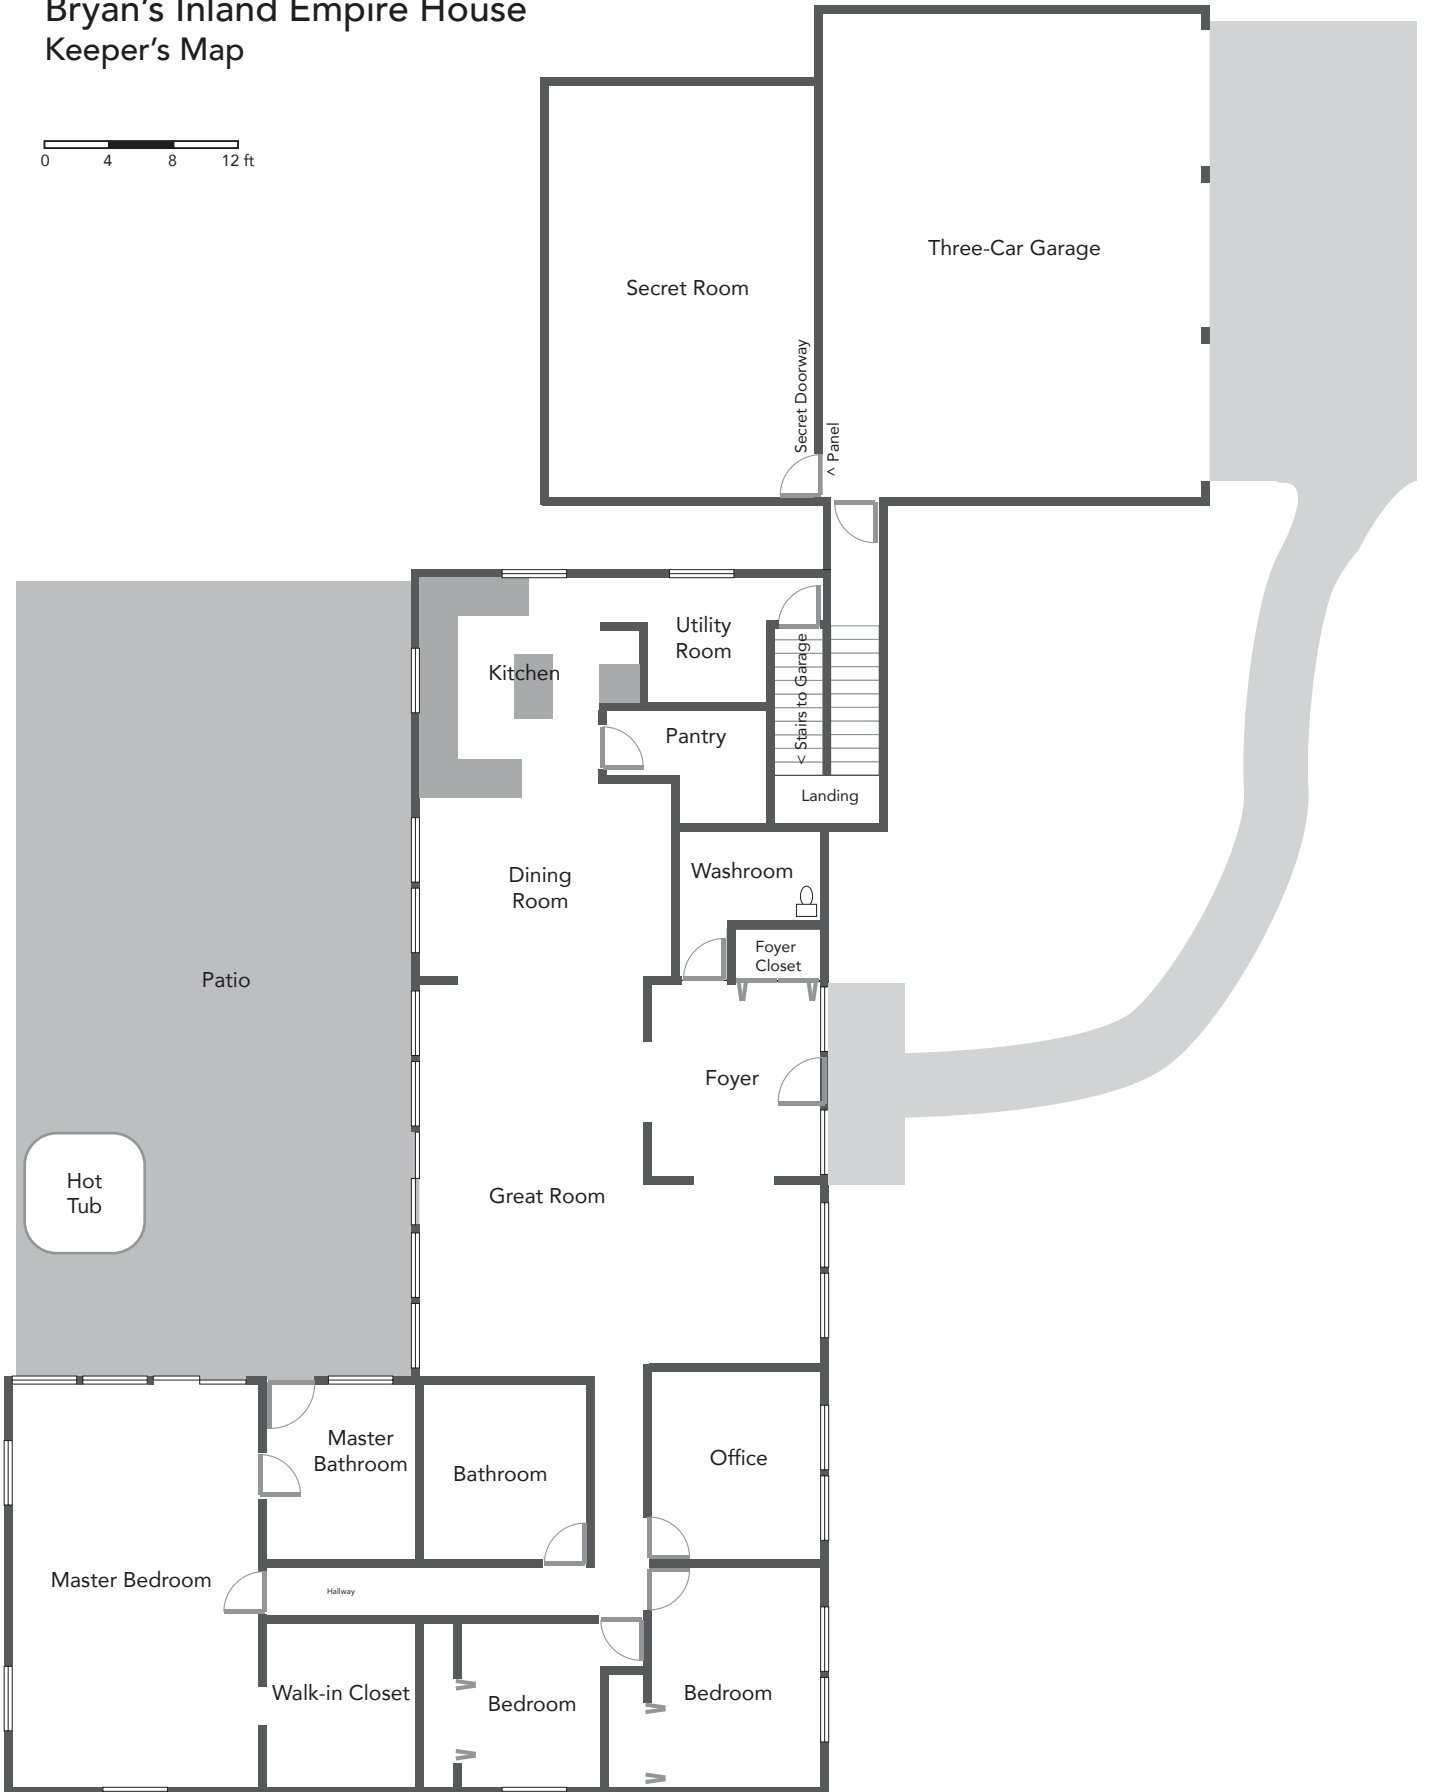 Bryan's Inland Empire House
Keeper's Map
0 4 8 12 ft
Three-Car Garage
Secret Room
Secret Doorway
^ Panel
Utility
Room
Kitchen
< Stairs to Garage
Pantry
Landing
Washroom
Dining
Room
Foyer
Closet
Patio
Foyer
Hot
Tub
Great Room
Master
Bathroom
Bathroom
Office
Master Bedroom
Hallway
Walk-in Closet
Bedroom
Bedroom